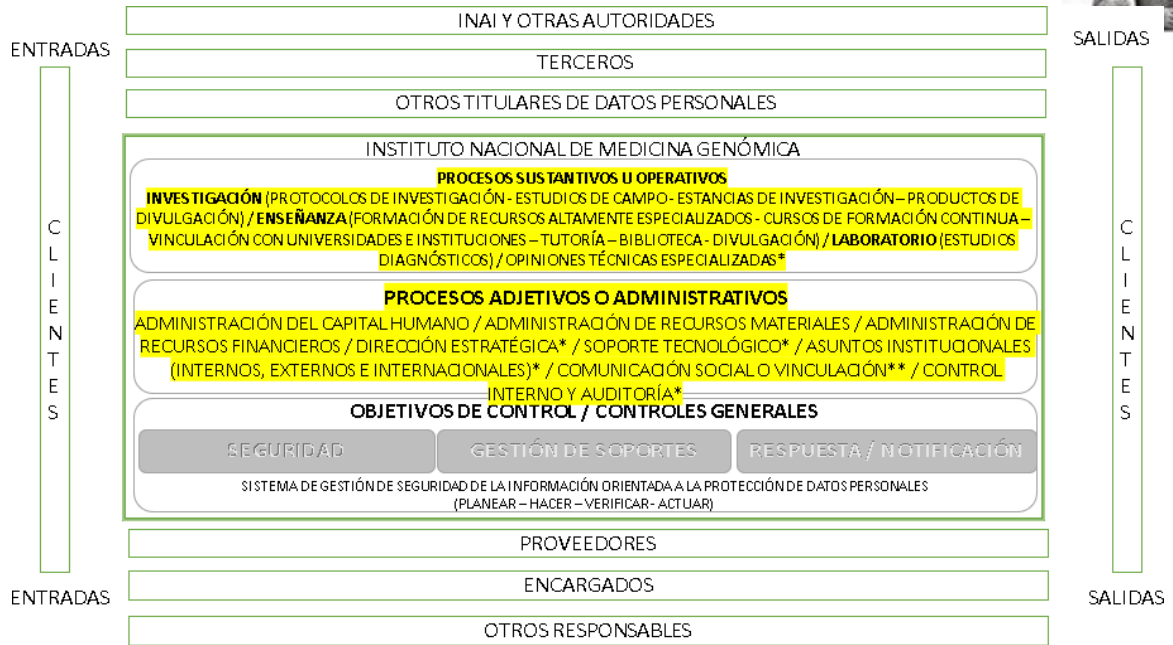 INAI Y OTRAS AUTORIDADES
ENTRADAS
SALIDAS
TERCEROS
OTROS TITULARES DE DATOS PERSONALES
CLIENTES
INSTITUTO NACIONAL DE MEDICINA GENÓMICA
PROCESOS SUSTANTIVOS U OPERATIVOS
INVESTIGACIÓN (PROTOCOLOS DE INVESTIGACIÓN - ESTUDIOS DE CAMPO - ESTANCIAS DE INVESTIGACIÓN – PRODUCTOS DE
DIVULGACIÓN) / ENSEÑANZA (FORMACIÓN DE RECURSOS ALTAMENTE ESPECIALIZADOS - CURSOS DE FORMACIÓN CONTINUA –
VINCULACIÓN CON UNIVERSIDADES E INSTITUCIONES – TUTORÍA – BIBLIOTECA - DIVULGACIÓN) / LABORATORIO (ESTUDIOS
DIAGNÓSTICOS) / OPINIONES TÉCNICAS ESPECIALIZADAS*
PROCESOS ADJETIVOS O ADMINISTRATIVOS
ADMINISTRACIÓN DEL CAPITAL HUMANO / ADMINISTRACIÓN DE RECURSOS MATERIALES / ADMINISTRACIÓN DE
RECURSOS FINANCIEROS / DIRECCIÓN ESTRATÉGICA* / SOPORTE TECNOLÓGICO* / ASUNTOS INSTITUCIONALES
(INTERNOS, EXTERNOS E INTERNACIONALES)* / COMUNICACIÓN SOCIAL O VINCULACIÓN** / CONTROL
INTERNO Y AUDITORÍA*
OBJETIVOS DE CONTROL / CONTROLES GENERALES
SEGURIDAD
GESTIÓN DE SOPORTES
RESPUESTA / NOTIFICACIÓN
SISTEMA DE GESTIÓN DE SEGURIDAD DE LA INFORMACIÓN ORIENTADA A LA PROTECCIÓN DE DATOS PERSONALES
(PLANEAR – HACER – VERIFICAR - ACTUAR)
CLIENTES
PROVEEDORES
ENCARGADOS
ENTRADAS
SALIDAS
OTROS RESPONSABLES